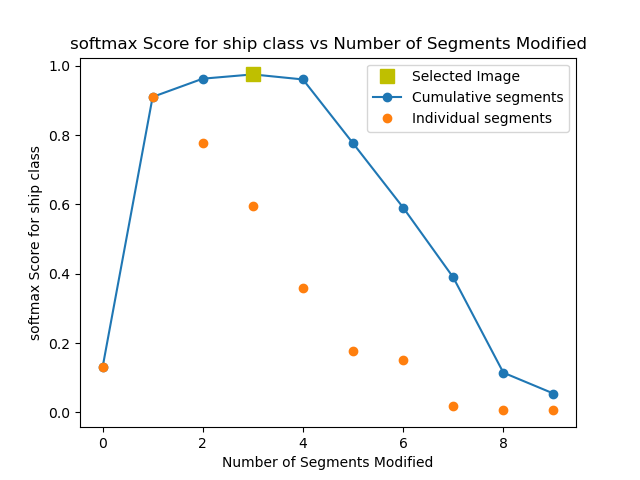 softmax Score for ship class vs Number of Segments Modified
Selected Image
Cumulative segments
Individual segments
softmax Score for ship class
1.0
0.8
0.6
0.4
0.2
0.0
0 2 4 6 8
Number of Segments Modified